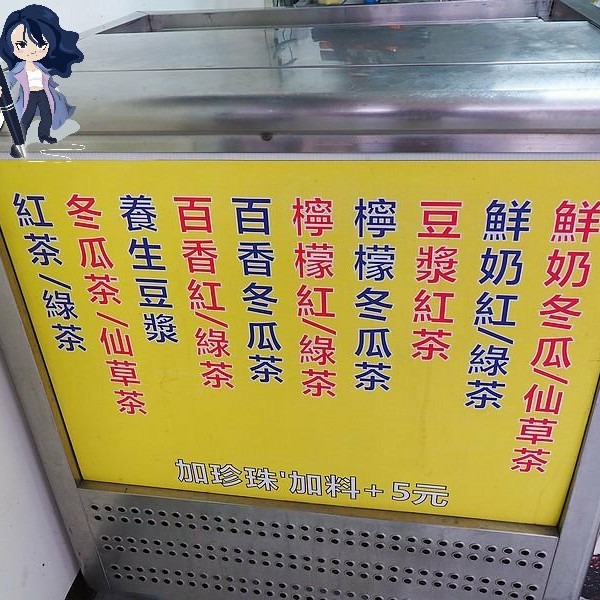 鮮奶冬瓜/仙草茶
鮮奶紅/綠茶
豆漿紅茶
檸檬冬瓜茶
檸檬紅/綠茶
百香冬瓜茶
百香紅/綠茶
養生豆漿
冬瓜茶/仙草茶
紅茶/綠茶
加珍珠'加料+5元